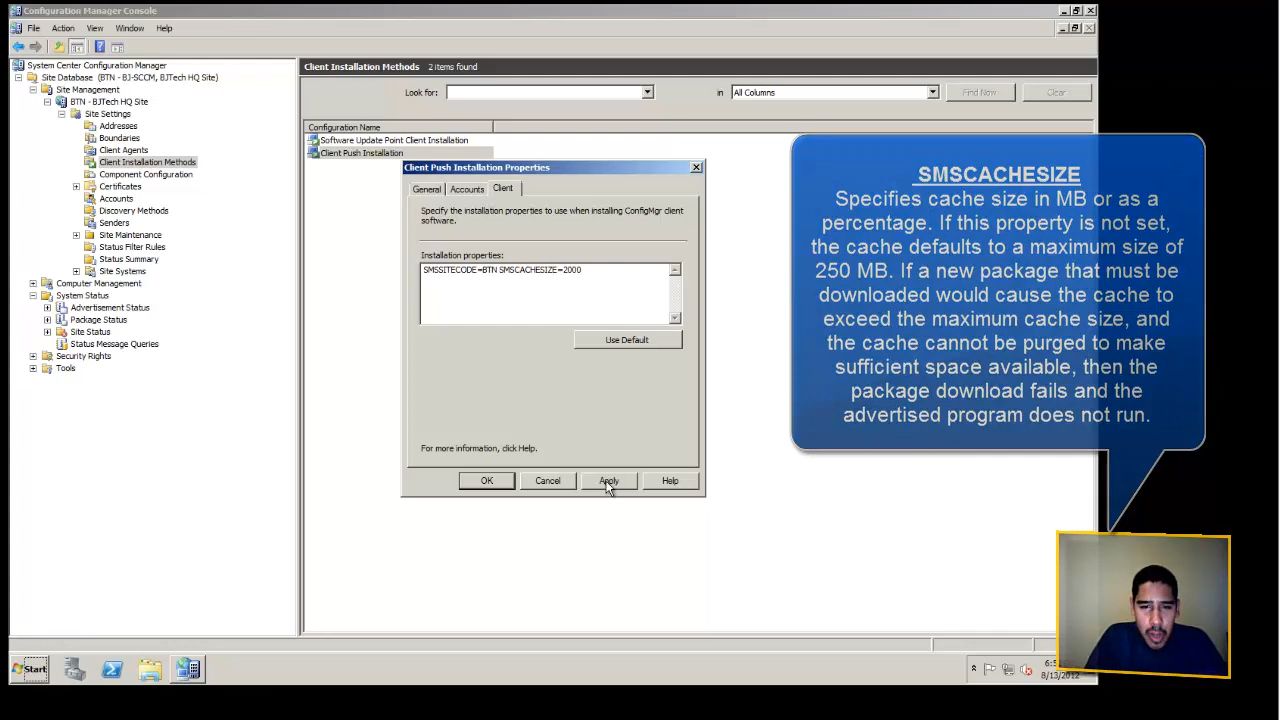 Configuration Manager Console
File Action View Window Help
System Center Configuration Manager
Site Database (BTN - BJ-SCCM, BJTech HQ Site)
Site Management
BTN - BJTech HQ Site
Site Settings
Addresses
Boundaries
Client Agents
Client Installation Methods
Component Configuration
Certificates
Accounts
Discovery Methods
Senders
Site Maintenance
Status Filter Rules
Status Summary
Site Systems
Computer Management
System Status
Advertisement Status
Package Status
Site Status
Status Message Queries
Security Rights
Tools
Client Installation Methods 2 items found
Look for: in All Columns Find Now Clear
Configuration Name
Software Update Point Client Installation
Client Push Installation
Client Push Installation Properties
General Accounts Client
Specify the installation properties to use when installing ConfigMgr client
software.
Installation properties:
SMSSITECODE=BTN SMSCACHESIZE=2000
Use Default
For more information, click Help.
OK Cancel Apply Help
SMSCACHESIZE
Specifies cache size in MB or as a
percentage. If this property is not set,
the cache defaults to a maximum size of
250 MB. If a new package that must be
downloaded would cause the cache to
exceed the maximum cache size, and
the cache cannot be purged to make
sufficient space available, then the
package download fails and the
advertised program does not run.
Start
8/13/2012